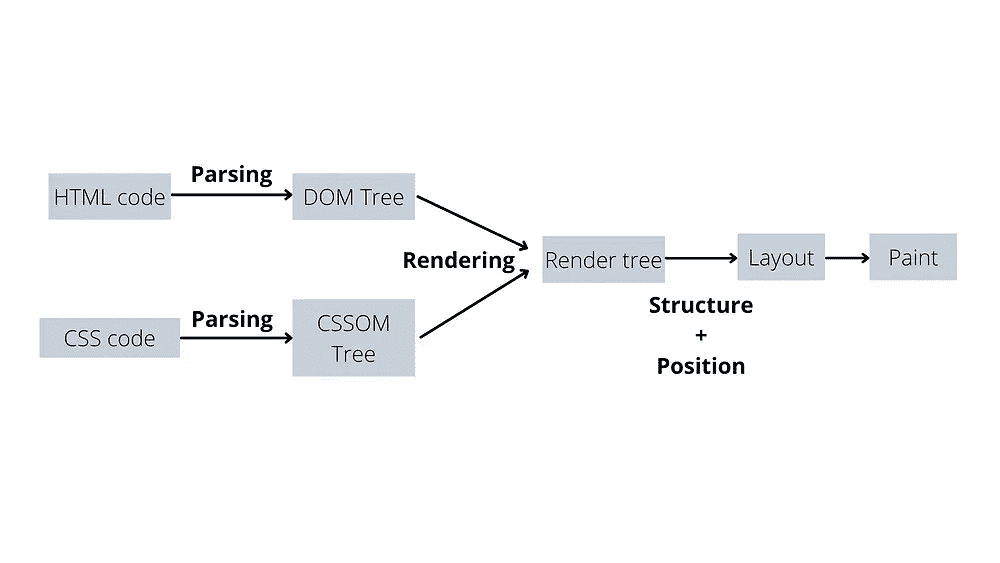 Parsing
HTML code
DOM Tree
Rendering
Render tree
Layout
Paint
Parsing
CSS code
CSSOM
Tree
Structure
+
Position